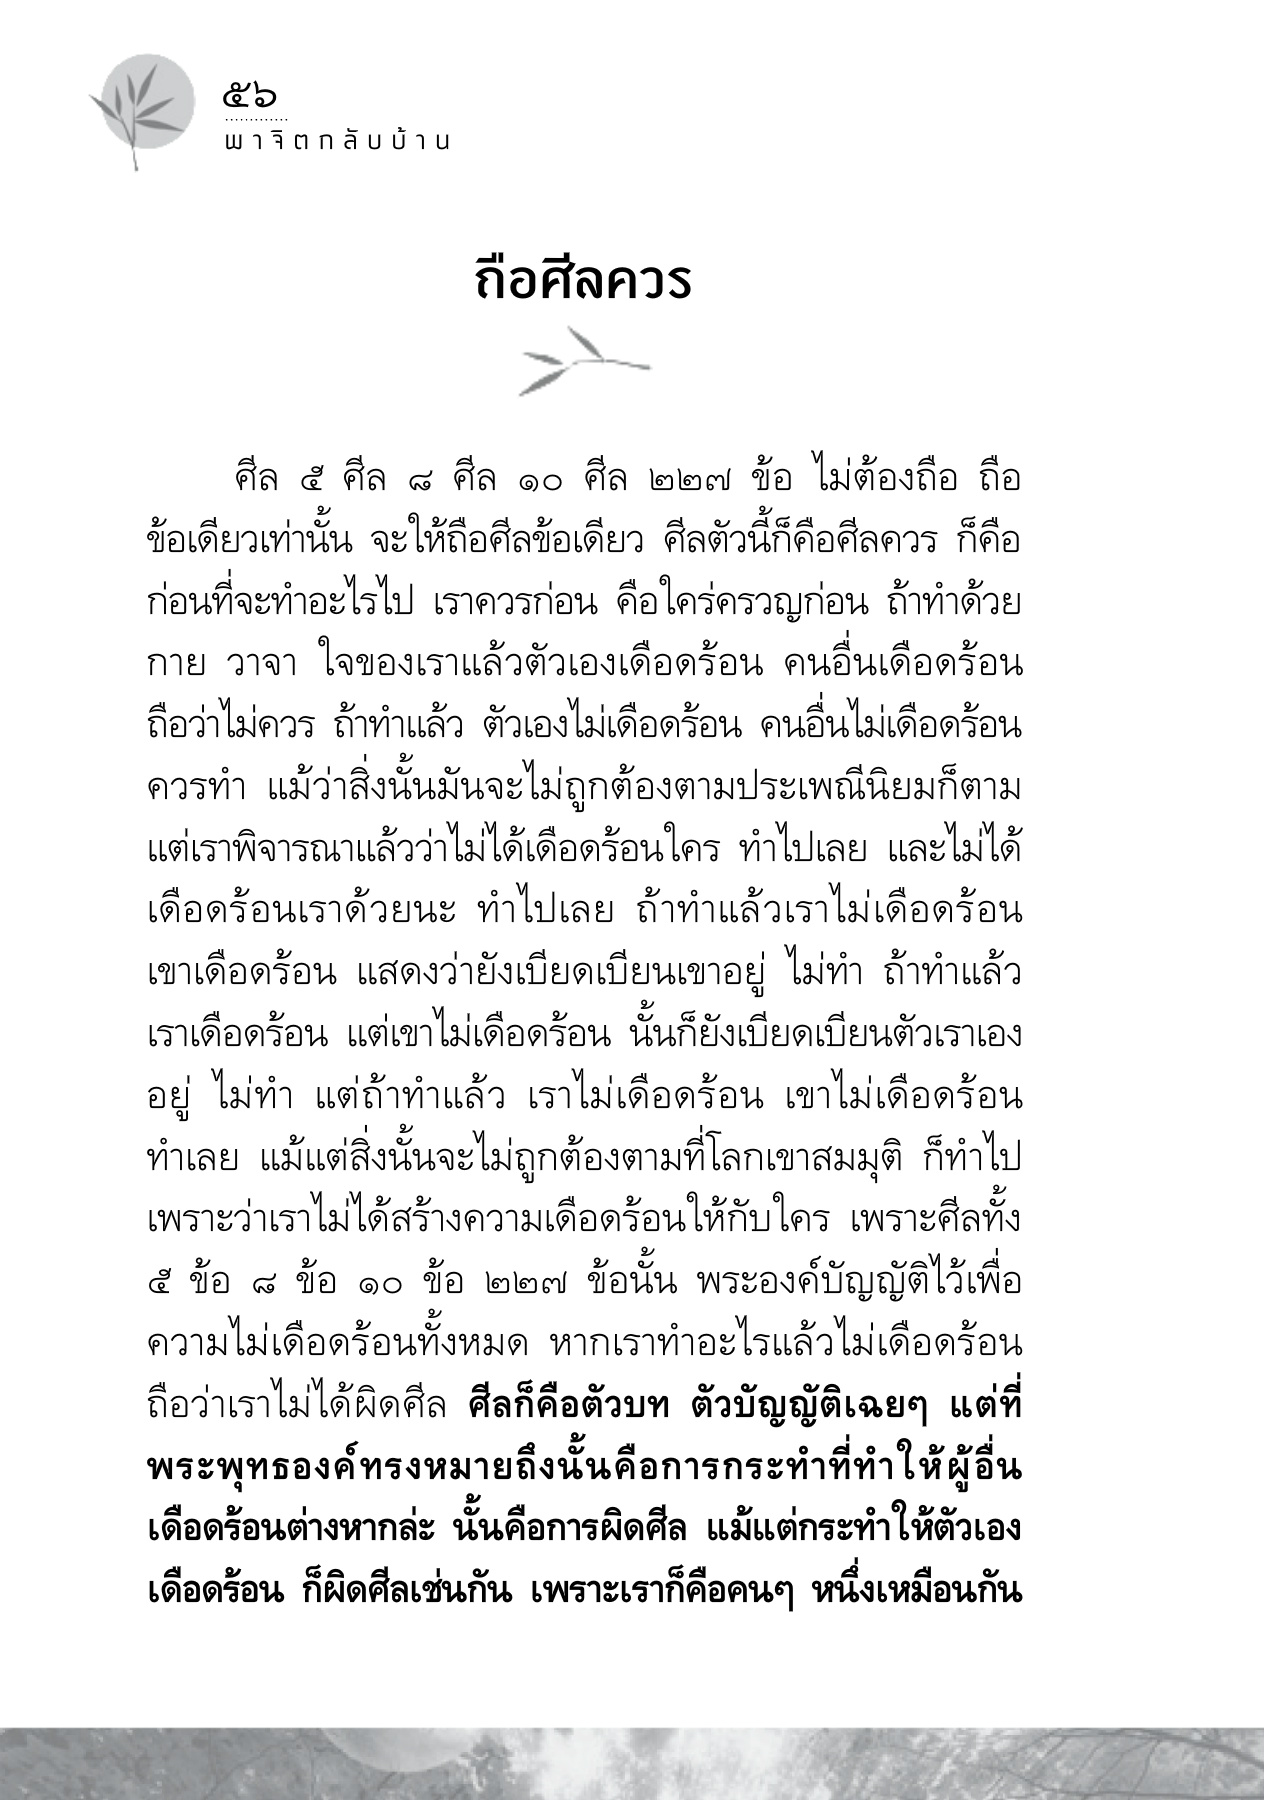 ๕๖
พาจิตกลับบ้าน
ถือศีลควร
ศีล ๕ ศีล ๘ ศีล ๑๐ ศีล ๒๒๗ ข้อ ไม่ต้องถือ ถือ
ข้อเดียวเท่านั้น จะให้ถือศีลข้อเดียว ศีลตัวนี้ก็คือศีลควร ก็คือ
ก่อนที่จะทำอะไรไป เราควรก่อน คือใคร่ครวญก่อน ถ้าทำด้วย
กาย วาจา ใจของเราแล้วตัวเองเดือดร้อน คนอื่นเดือดร้อน
ถือว่าไม่ควร ถ้าทำแล้ว ตัวเองไม่เดือดร้อน คนอื่นไม่เดือดร้อน
ควรทำ แม้ว่าสิ่งนั้นมันจะไม่ถูกต้องตามประเพณีนิยมก็ตาม
แต่เราพิจารณาแล้วว่าไม่ได้เดือดร้อนใคร ทำไปเลย และไม่ได้
เดือดร้อนเราด้วยนะ ทำไปเลย ถ้าทำแล้วเราไม่เดือดร้อน
เขาเดือดร้อน แสดงว่ายังเบียดเบียนเขาอยู่ ไม่ทำ ถ้าทำแล้ว
เราเดือดร้อน แต่เขาไม่เดือดร้อน นั้นก็ยังเบียดเบียนตัวเราเอง
อยู่ ไม่ทำ แต่ถ้าทำแล้ว เราไม่เดือดร้อน เขาไม่เดือดร้อน
ทำเลย แม้แต่สิ่งนั้นจะไม่ถูกต้องตามที่โลกเขาสมมุติ ก็ทำไป
เพราะว่าเราไม่ได้สร้างความเดือดร้อนให้กับใคร เพราะศีลทั้ง
๕ ข้อ ๘ ข้อ ๑๐ ข้อ ๒๒๗ ข้อนั้น พระองค์บัญญัติไว้เพื่อ
ความไม่เดือดร้อนทั้งหมด หากเราทำอะไรแล้วไม่เดือดร้อน
ถือว่าเราไม่ได้ผิดศีล ศีลก็คือตัวบท ตัวบัญญัติเฉยๆ แต่ที่
พระพุทธองค์ทรงหมายถึงนั้นคือการกระทำที่ทำให้ผู้อื่น
เดือดร้อนต่างหากล่ะ นั้นคือการผิดศีล แม้แต่กระทำให้ตัวเอง
เดือดร้อน ก็ผิดศีลเช่นกัน เพราะเราก็คือคนๆ หนึ่งเหมือนกัน